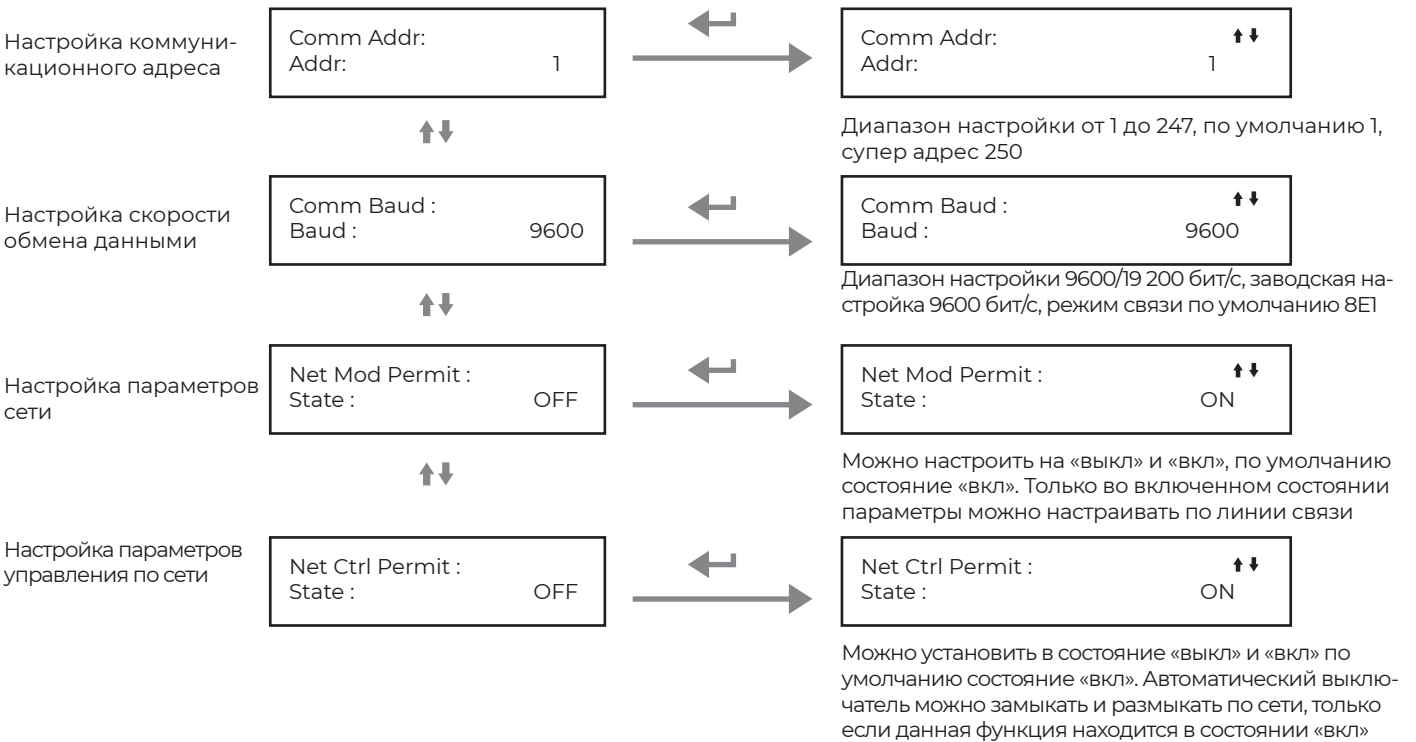 Настройка коммуни-
кационного адреса
Comm Addr:
Addr: 1
Comm Addr:
Addr: 1
Диапазон настройки от 1 до 247, по умолчанию 1,
супер адрес 250
Настройка скорости
обмена данными
Comm Baud :
Baud : 9600
Comm Baud :
Baud : 9600
Диапазон настройки 9600/19 200 бит/с, заводская на-
стройка 9600 бит/с, режим связи по умолчанию 8E1
Настройка параметров
сети
Net Mod Permit :
State : OFF
Net Mod Permit :
State : ON
Можно настроить на «выкл» и «вкл», по умолчанию
состояние «вкл». Только во включенном состоянии
параметры можно настраивать по линии связи
Настройка параметров
управления по сети
Net Ctrl Permit :
State : OFF
Net Ctrl Permit :
State : ON
Можно установить в состояние «выкл» и «вкл» по
умолчанию состояние «вкл». Автоматический выклю-
чатель можно замыкать и размыкать по сети, только
если данная функция находится в состоянии «вкл»